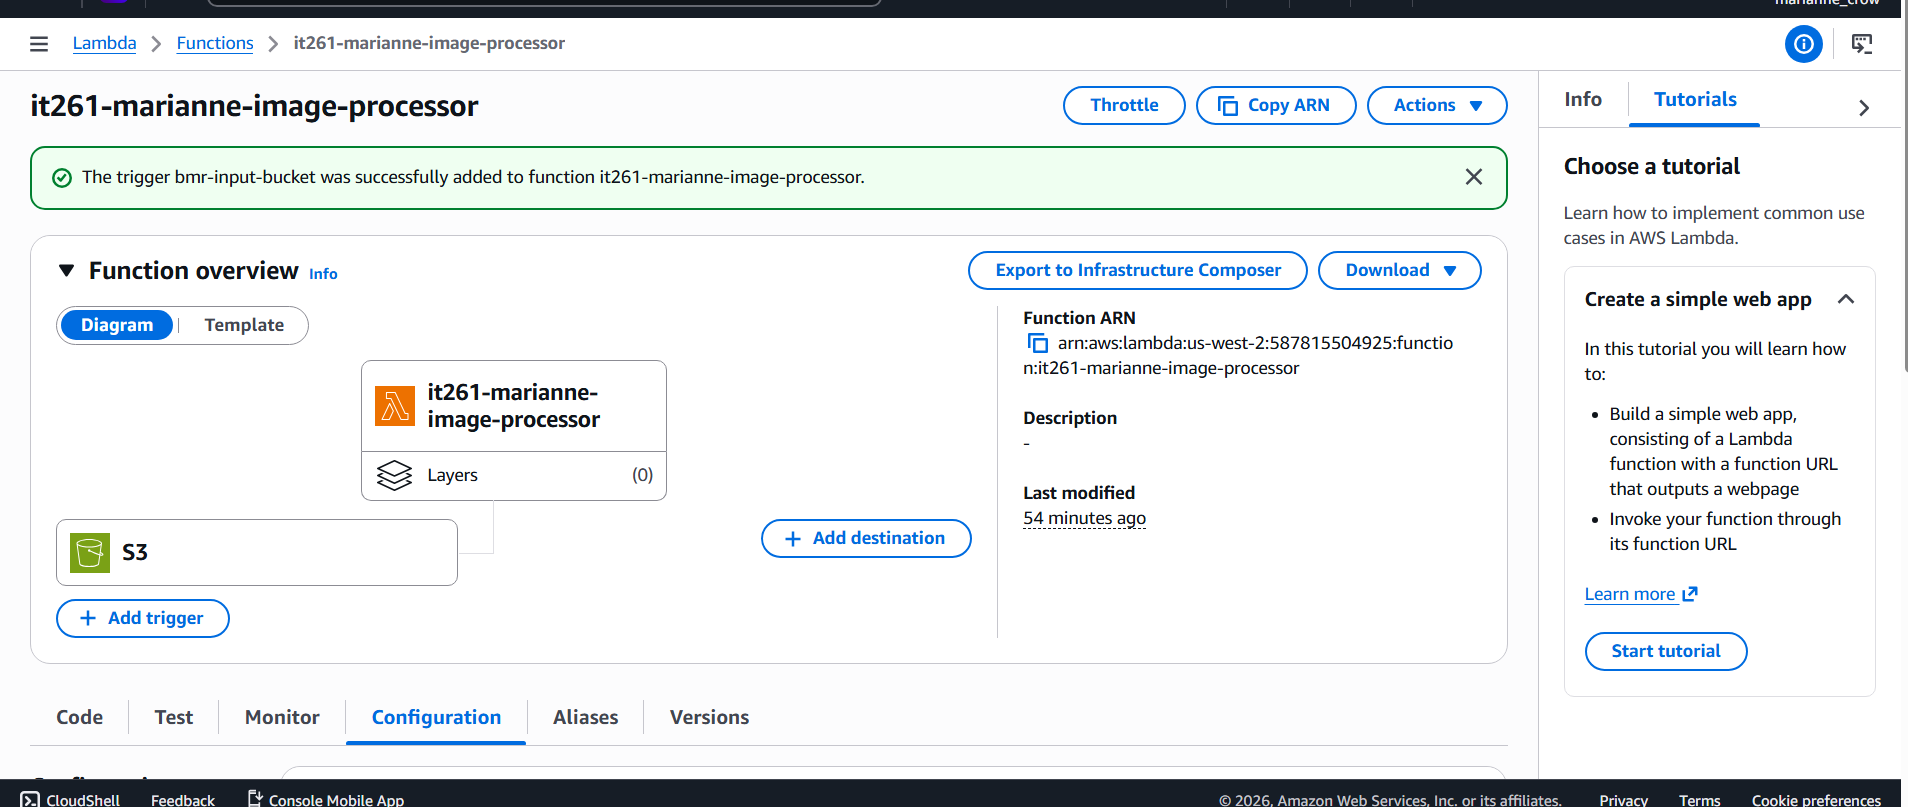 marianne_crow
Lambda
Functions
it261-marianne-image-processor
it261-marianne-image-processor
Throttle
Copy ARN
Actions
The trigger bmr-input-bucket was successfully added to function it261-marianne-image-processor.
Function overview Info
Export to Infrastructure Composer
Download
Diagram
Template
it261-marianne-
image-processor
Layers (0)
S3
Add trigger
Add destination
Function ARN
arn:aws:lambda:us-west-2:587815504925:functio
n:it261-marianne-image-processor
Description
-
Last modified
54 minutes ago
Code
Test
Monitor
Configuration
Aliases
Versions
Info
Tutorials
Choose a tutorial
Learn how to implement common use
cases in AWS Lambda.
Create a simple web app
In this tutorial you will learn how
to:
Build a simple web app,
consisting of a Lambda
function with a function URL
that outputs a webpage
Invoke your function through
its function URL
Learn more
Start tutorial
CloudShell
Feedback
Console Mobile App
© 2026, Amazon Web Services, Inc. or its affiliates.
Privacy
Terms
Cookie preferences